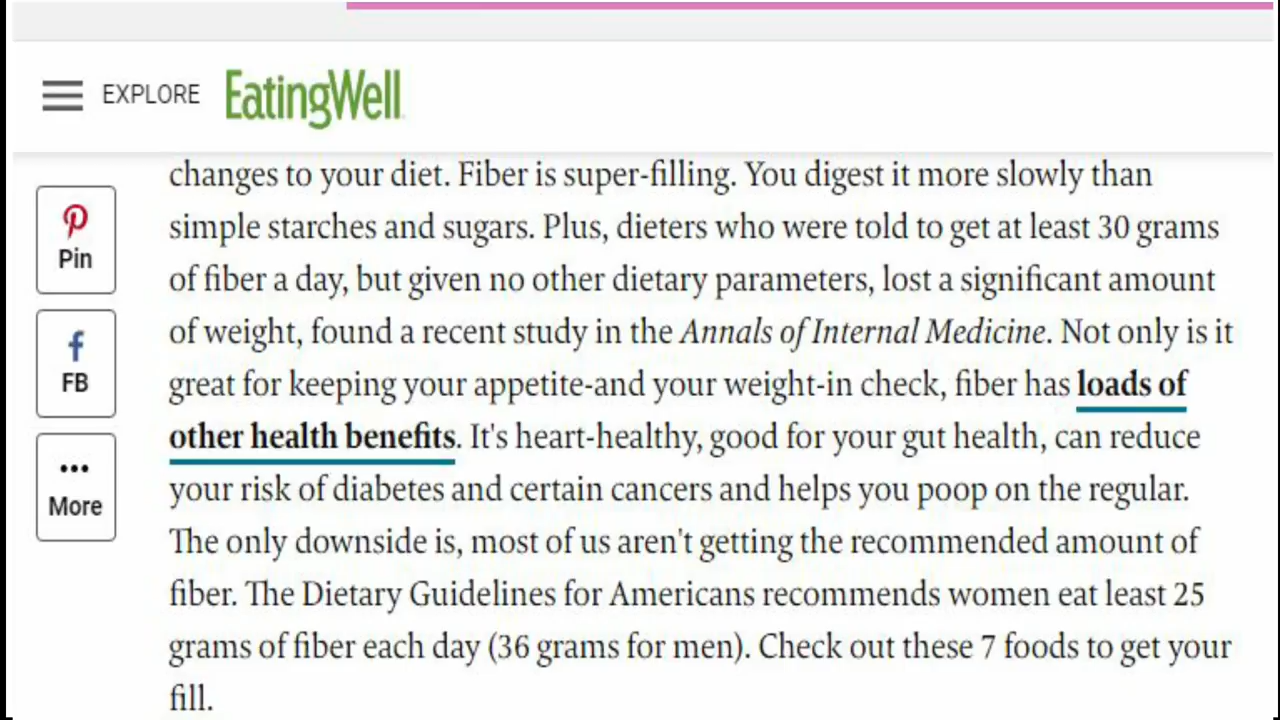 EXPLORE EatingWell
changes to your diet. Fiber is super-filling. You digest it more slowly than
simple starches and sugars. Plus, dieters who were told to get at least 30 grams
of fiber a day, but given no other dietary parameters, lost a significant amount
of weight, found a recent study in the Annals of Internal Medicine. Not only is it
great for keeping your appetite-and your weight-in check, fiber has loads of
other health benefits. It's heart-healthy, good for your gut health, can reduce
your risk of diabetes and certain cancers and helps you poop on the regular.
The only downside is, most of us aren't getting the recommended amount of
fiber. The Dietary Guidelines for Americans recommends women eat least 25
grams of fiber each day (36 grams for men). Check out these 7 foods to get your
fill.
Pin
FB
More